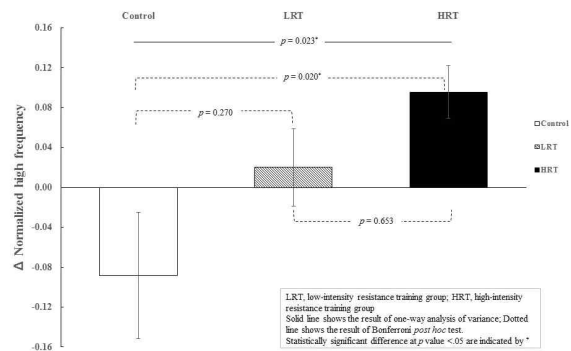 Control LRT HRT
0.16
p = 0.023*
0.12
p = 0.020*
0.08
p = 0.270
Control
0.04
LRT
0.00
HRT
Δ Normalized high frequency
p = 0.653
-0.04
-0.08
-0.12
-0.16
LRT, low-intensity resistance training group; HRT, high-intensity
resistance training group
Solid line shows the result of one-way analysis of variance; Dotted
line shows the result of Bonferroni post hoc test.
Statistically significant difference at p value <.05 are indicated by *